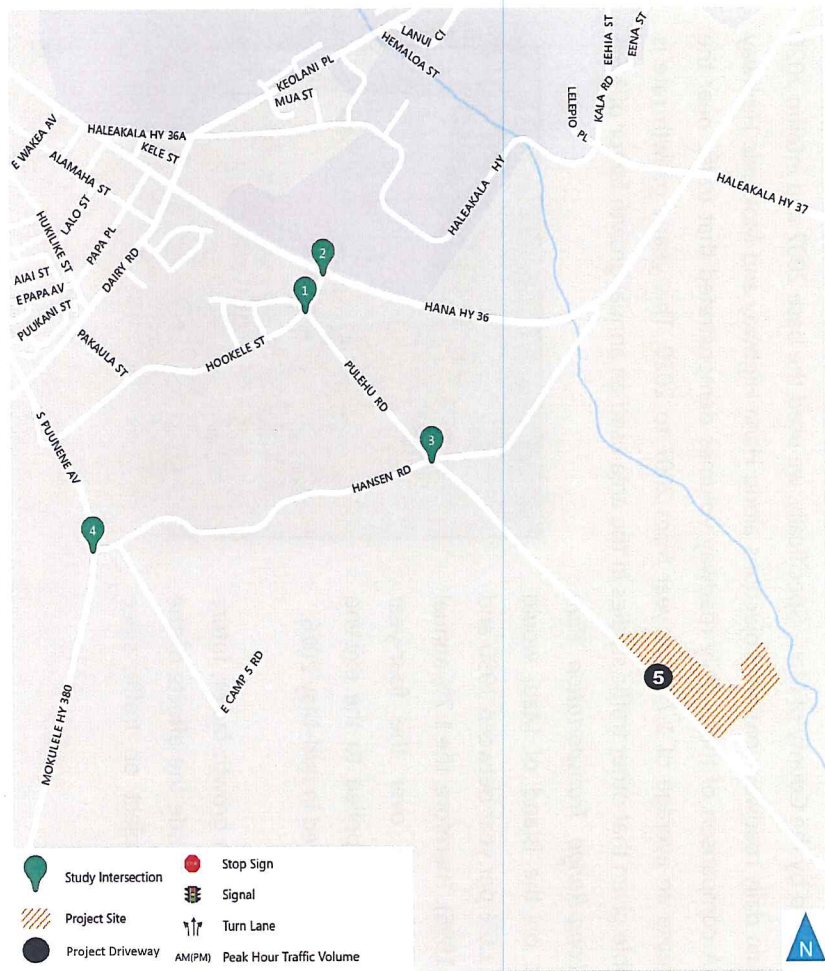 LANUI CI
HEMALOA ST
EEHIA ST
EENA ST
KEOLANI PL
MUA ST
LELEPIO PL
KALA RD
HALEAKALA HY 36A
E WAKEA AV
KELE ST
ALAMAHA ST
LALO ST
HUKILIKE ST
PAPA PL
DAIRY RD
AIAI ST
E PAPA AV
PUUKANI ST
HALEAKALA HY
HALEAKALA HY 37
2
1
HANA HY 36
PAKAULA ST
HOOKELE ST
PULEHU RD
S PUUNENE AV
3
HANSEN RD
4
E CAMP 5 RD
5
MOKULELE HY 380
Study Intersection
Stop Sign
Signal
Project Site
Turn Lane
Project Driveway
AM(PM) Peak Hour Traffic Volume
N